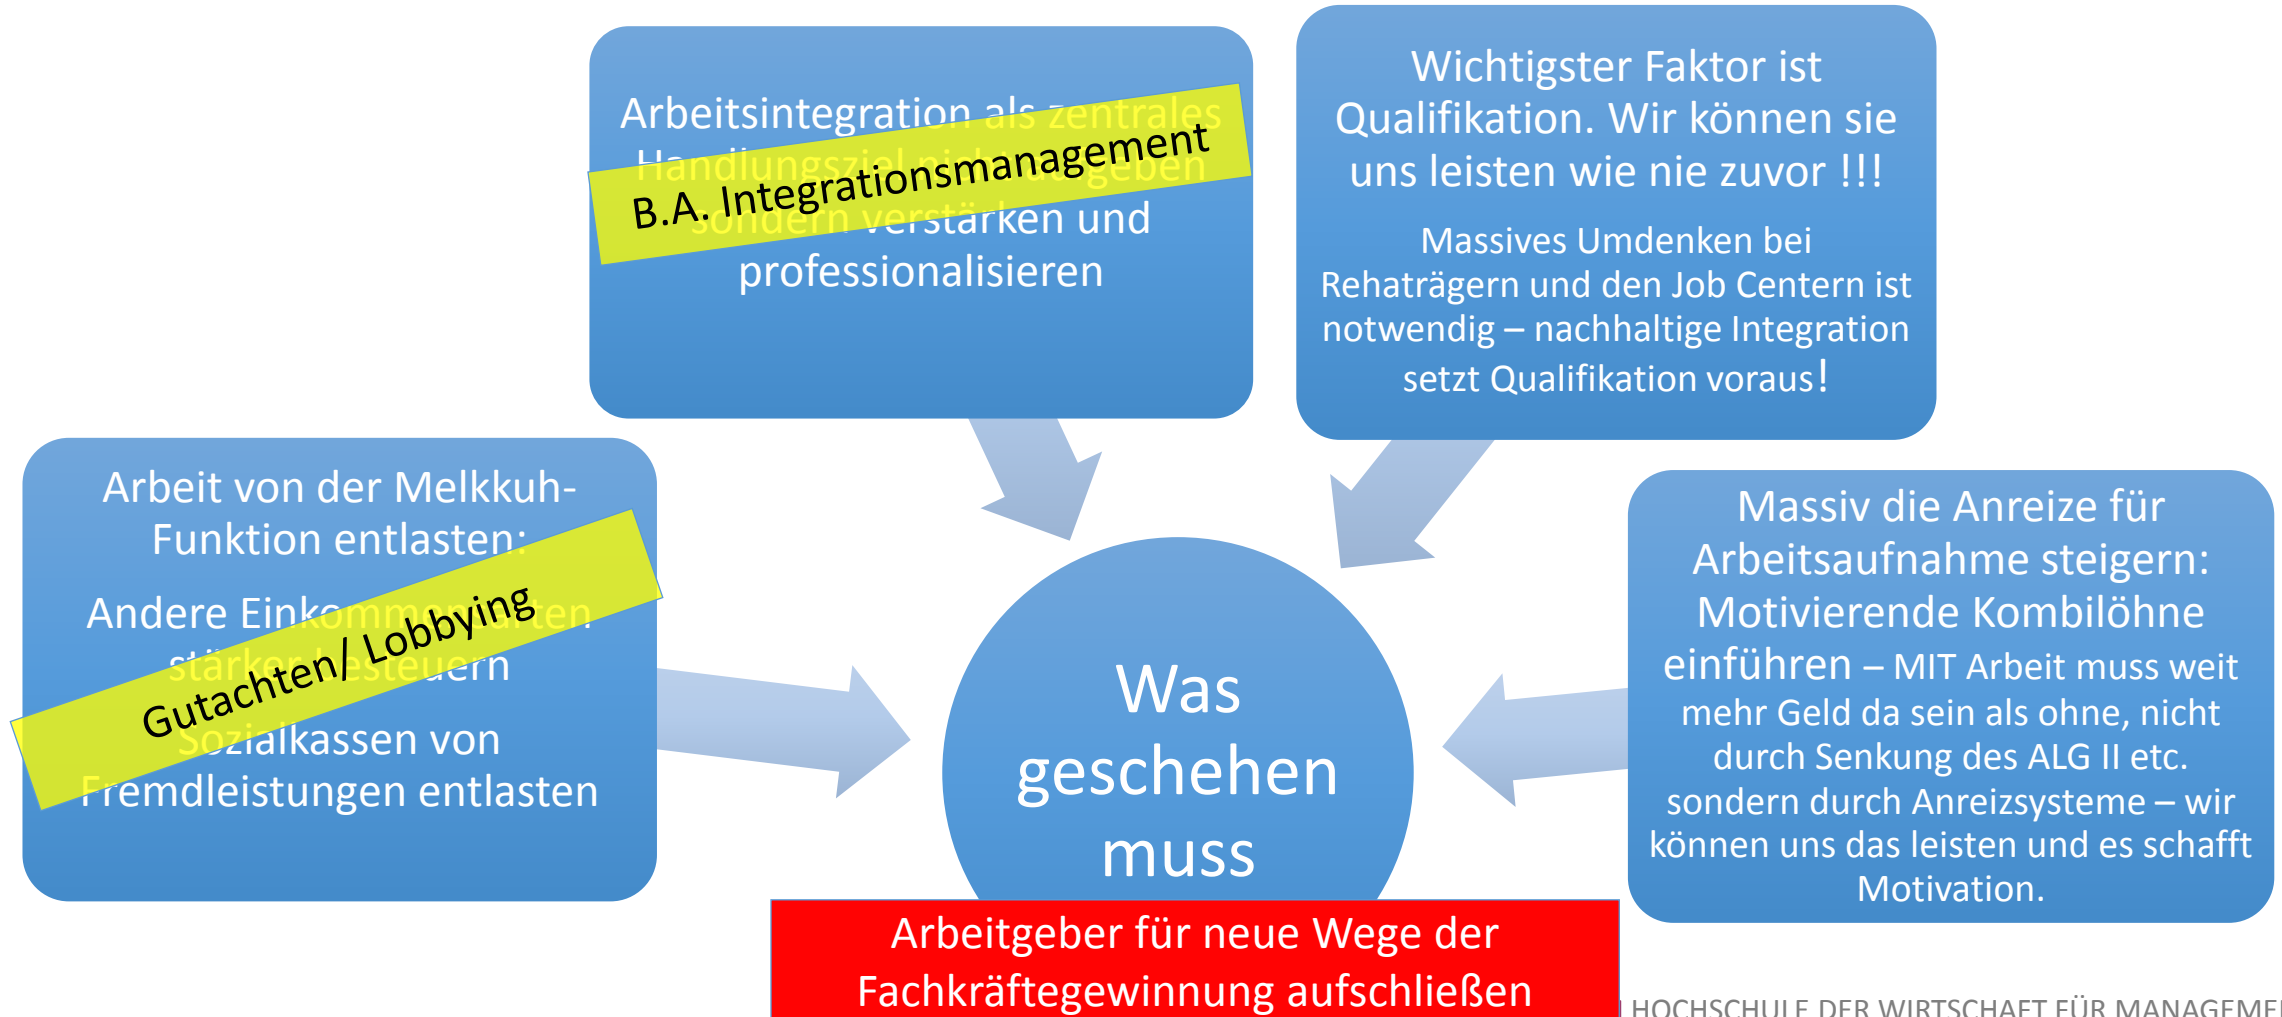 Arbeitsintegration als zentrales
Handlungsziel nicht aufgeben
sondern verstärken und
professionalisieren
B.A. Integrationsmanagement
Wichtigster Faktor ist
Qualifikation. Wir können sie
uns leisten wie nie zuvor !!!
Massives Umdenken bei
Rehaträgern und den Job Centern ist
notwendig – nachhaltige Integration
setzt Qualifikation voraus!
Arbeit von der Melkkuh-
Funktion entlasten:
Andere Einkommensarten
stärker besteuern
Sozialkassen von
Fremdleistungen entlasten
Gutachten/ Lobbying
Massiv die Anreize für
Arbeitsaufnahme steigern:
Motivierende Kombilöhne
einführen – MIT Arbeit muss weit
mehr Geld da sein als ohne, nicht
durch Senkung des ALG II etc.
sondern durch Anreizsysteme – wir
können uns das leisten und es schafft
Motivation.
Was
geschehen
muss
Arbeitgeber für neue Wege der
Fachkräftegewinnung aufschließen
HOCHSCHULE DER WIRTSCHAFT FÜR MANAGEME